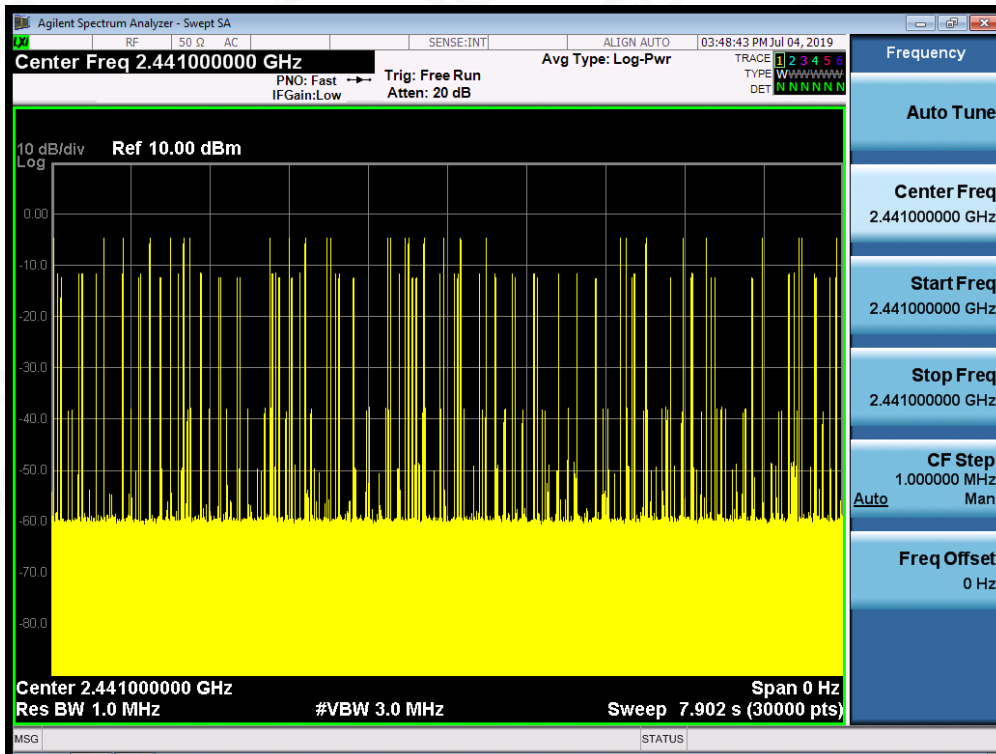 Agilent Spectrum Analyzer - Swept SA
LXI RF 50 Ω AC SENSE:INT ALIGN AUTO 03:48:43 PM Jul 04, 2019
Center Freq 2.441000000 GHz
PNO: Fast
IFGain:Low
Trig: Free Run
Atten: 20 dB
Avg Type: Log-Pwr
TRACE 1 2 3 4 5 6
TYPE WWWWWWW
DET N N N N N N
10 dB/div Ref 10.00 dBm
Log
0.00
-10.0
-20.0
-30.0
-40.0
-50.0
-60.0
-70.0
-80.0
Center 2.441000000 GHz Span 0 Hz
Res BW 1.0 MHz #VBW 3.0 MHz Sweep 7.902 s (30000 pts)
MSG STATUS
Frequency
Auto Tune
Center Freq
2.441000000 GHz
Start Freq
2.441000000 GHz
Stop Freq
2.441000000 GHz
CF Step
1.000000 MHz
Auto Man
Freq Offset
0 Hz